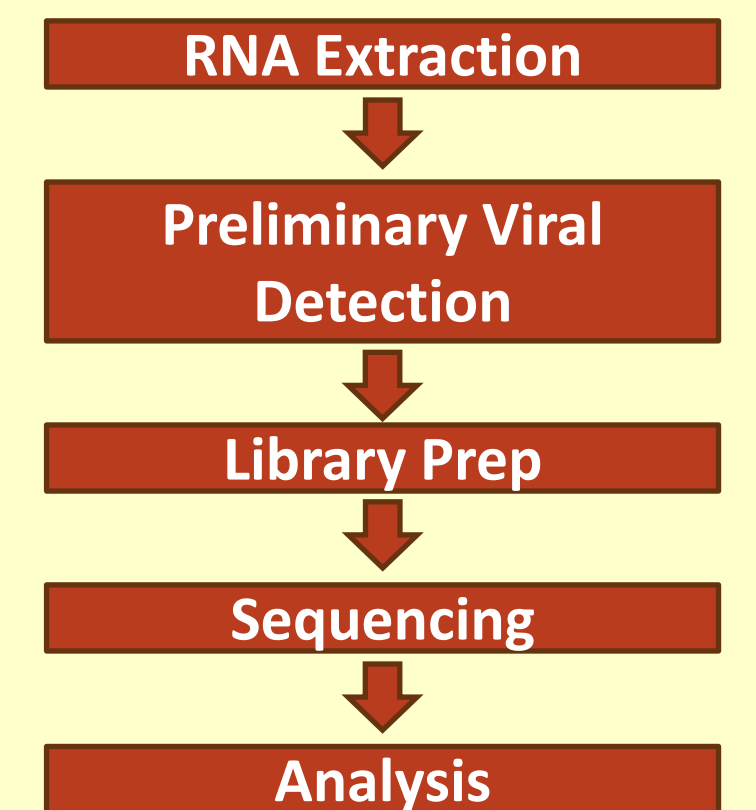 RNA Extraction
Preliminary Viral
Detection
Library Prep
Sequencing
Analysis